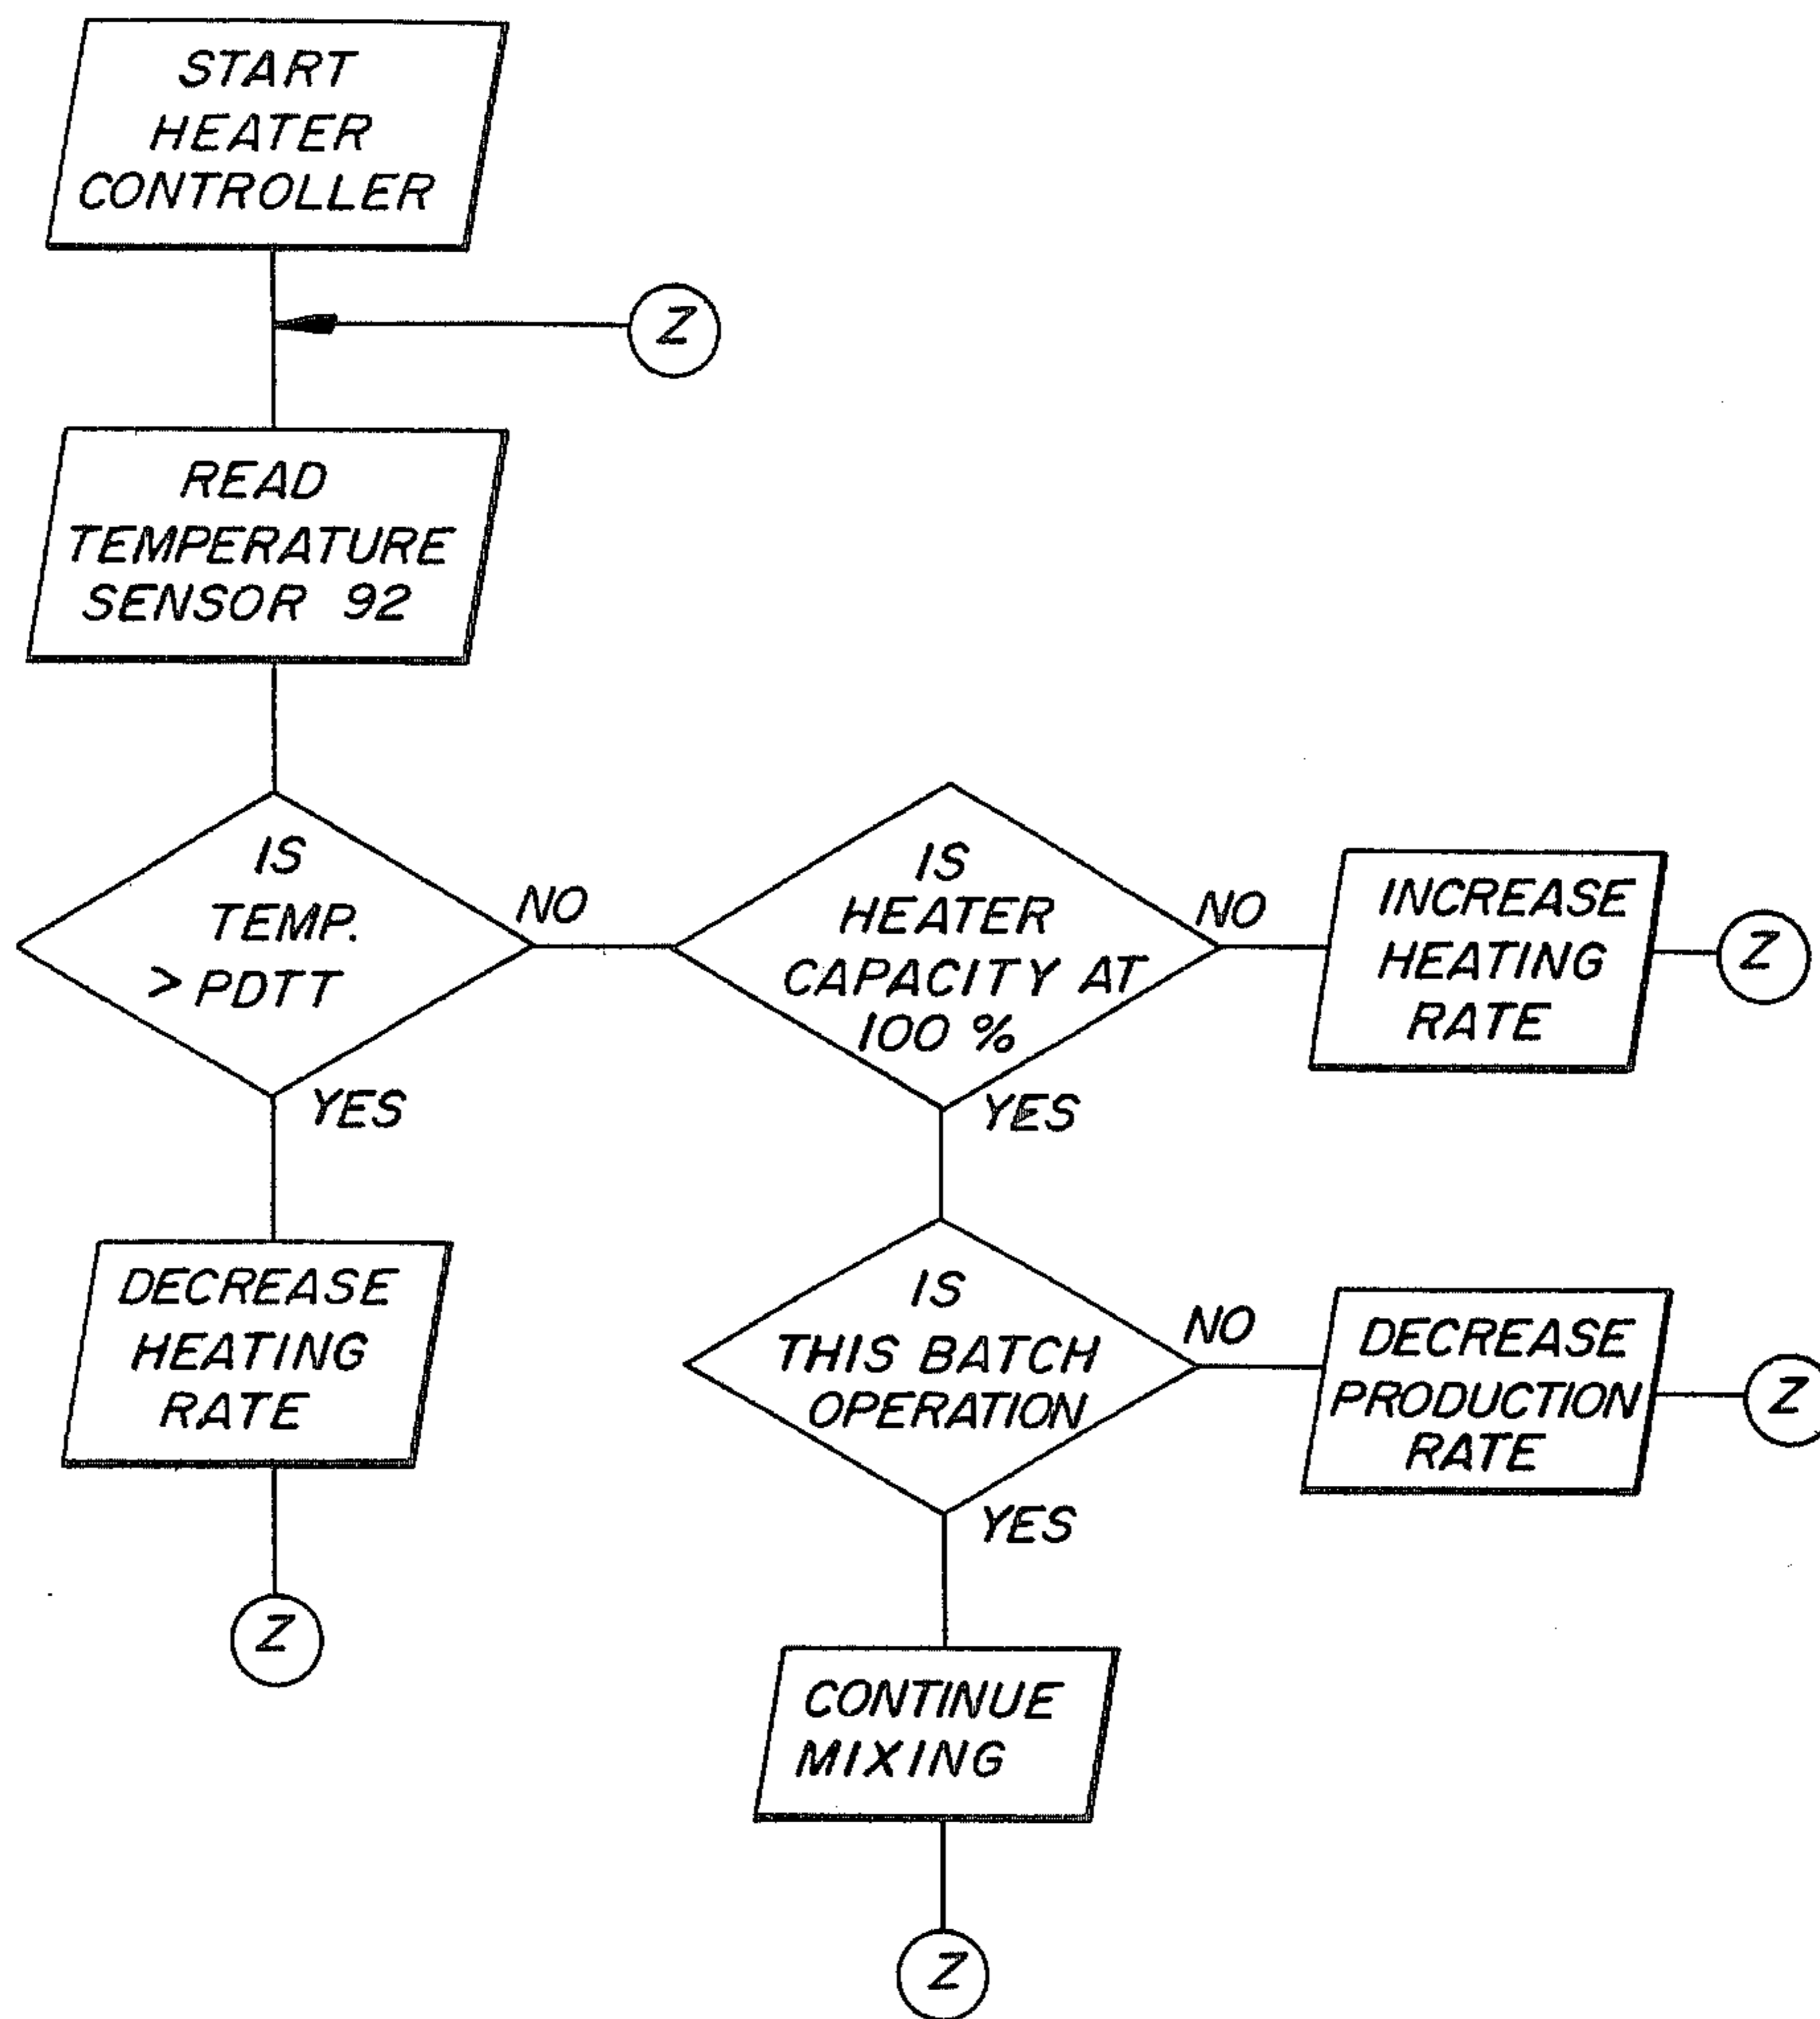 START
HEATER
CONTROLLER
Z
READ
TEMPERATURE
SENSOR 92
IS
TEMP.
> PDTT
NO
YES
IS
HEATER
CAPACITY AT
100 %
NO
YES
INCREASE
HEATING
RATE
Z
DECREASE
HEATING
RATE
Z
IS
THIS BATCH
OPERATION
NO
YES
DECREASE
PRODUCTION
RATE
Z
CONTINUE
MIXING
Z